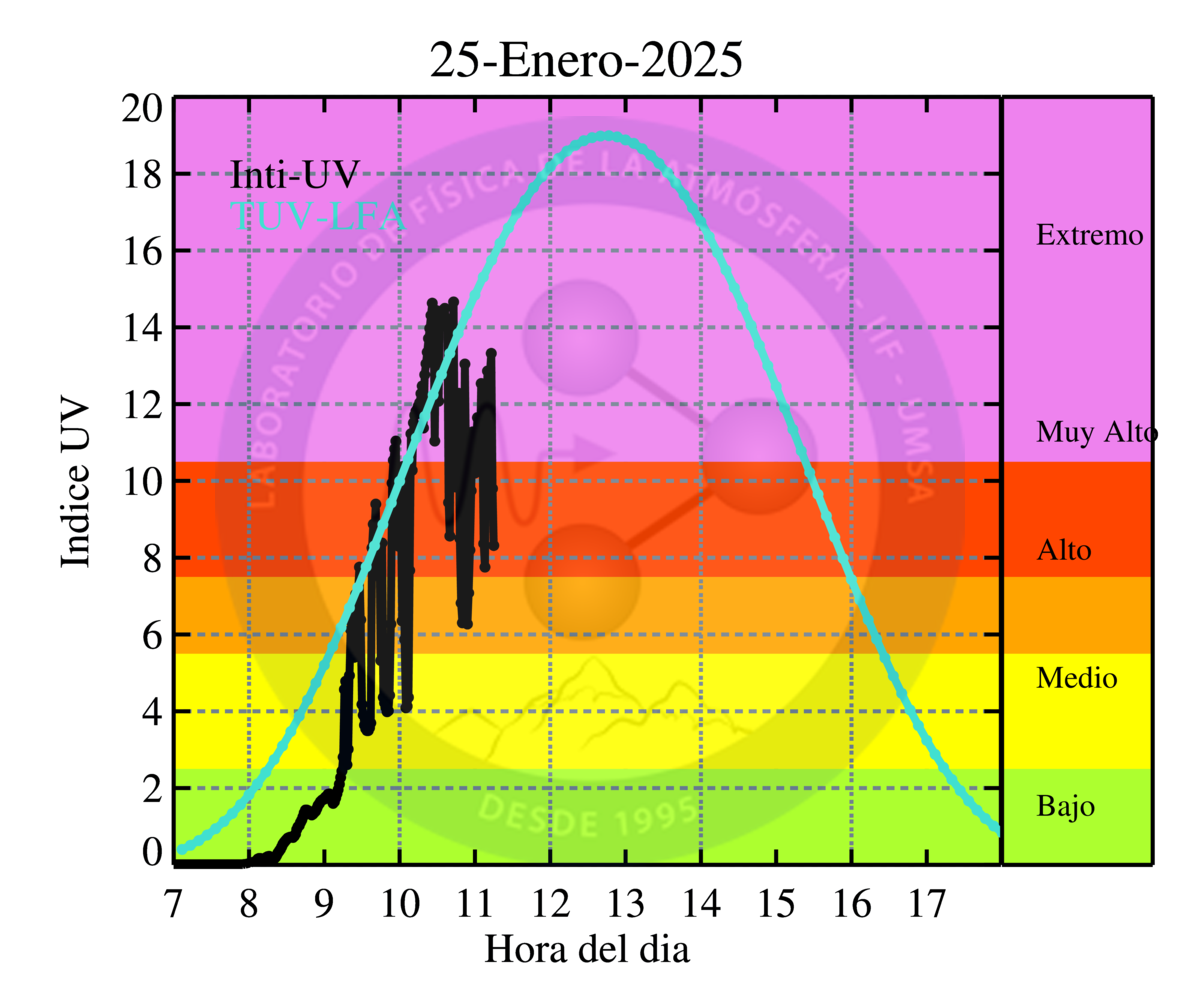 25-Enero-2025
20
18
16
14
12
10
8
6
4
2
0
Indice UV
Inti-UV
TUV-LFA
LABORATORIO DE FÍSICA DE LA ATMÓSFERA - IIF - UMSA
DESDE 1995
Extremo
Muy Alto
Alto
Medio
Bajo
7 8 9 10 11 12 13 14 15 16 17
Hora del dia